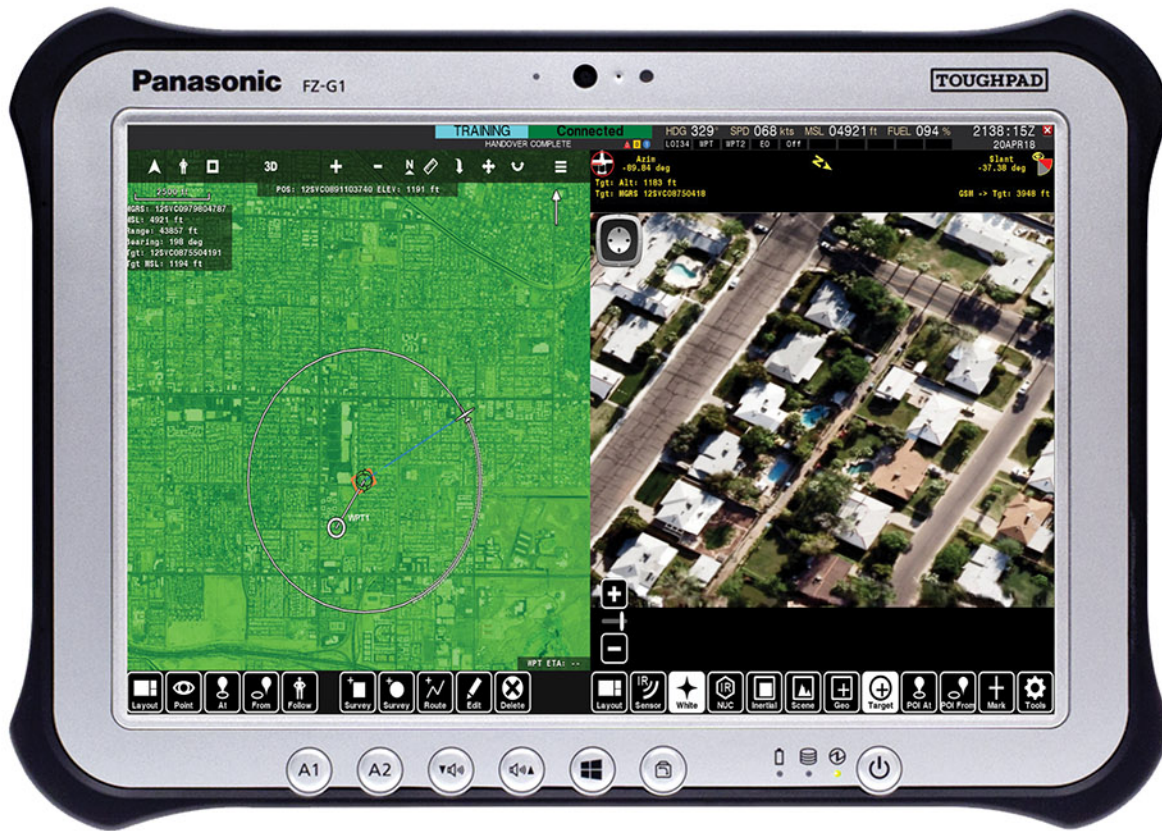 Panasonic FZ-G1
TOUGHPAD
TRAINING Connected HDG 329° SPD 068 kts MSL 04921 ft FUEL 094 % 2138:15Z
HANDOVER COMPLETE LOI34 WPT WPT2 EO Off 20APR18
3D N
2500 ft
POS: 12SVC0891103740 ELEV: 1191 ft
MGRS: 12SVC0979804787
MSL: 4921 ft
Range: 43857 ft
Bearing: 198 deg
Tgt: 12SVC0875504191
Tgt MSL: 1194 ft
WPT1
WPT ETA: --
Azim
-89.84 deg
N
Slant
-37.38 deg
Tgt: Alt: 1183 ft
Tgt: MGRS 12SVC08750418
GSM -> Tgt: 3948 ft
Layout Point At From Follow Survey Survey Route Edit Delete
IR IR
Layout Sensor White NUC Inertial Scene Geo Target POI At POI From Mark Tools
A1 A2